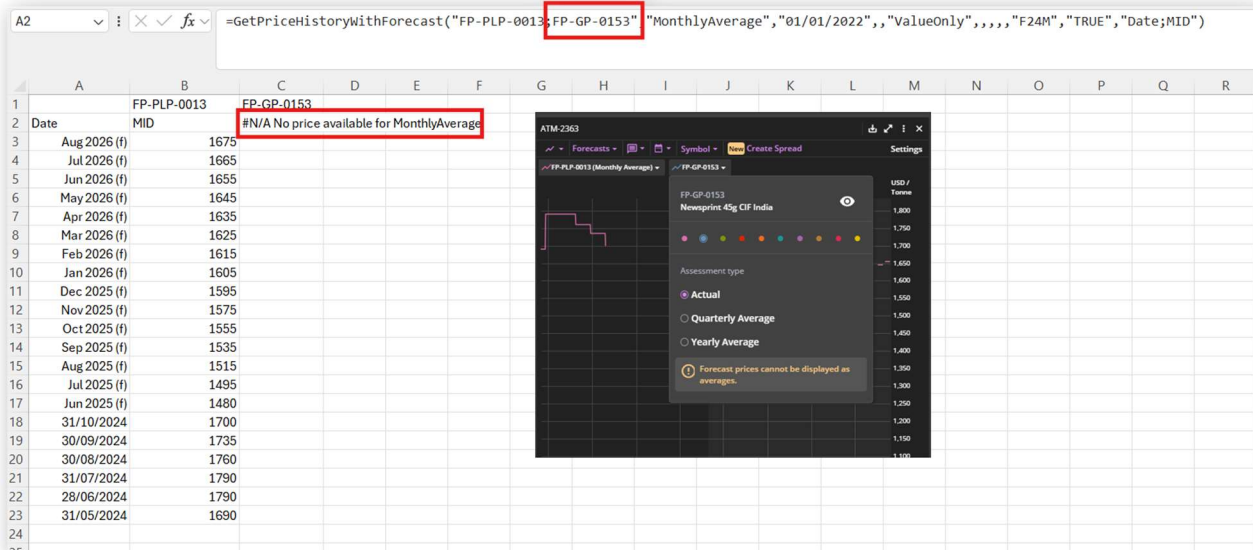 A2
fx
=GetPriceHistoryWithForecast("FP-PLP-0013;FP-GP-0153","MonthlyAverage","01/01/2022",,"ValueOnly",,,,,"F24M","TRUE","Date;MID")
A B C D E F G H I J K L M N O P Q R
1 FP-PLP-0013 FP-GP-0153
2 Date MID #N/A No price available for MonthlyAverage
3 Aug 2026 (f) 1675
4 Jul 2026 (f) 1665
5 Jun 2026 (f) 1655
6 May 2026 (f) 1645
7 Apr 2026 (f) 1635
8 Mar 2026 (f) 1625
9 Feb 2026 (f) 1615
10 Jan 2026 (f) 1605
11 Dec 2025 (f) 1595
12 Nov 2025 (f) 1575
13 Oct 2025 (f) 1555
14 Sep 2025 (f) 1535
15 Aug 2025 (f) 1515
16 Jul 2025 (f) 1495
17 Jun 2025 (f) 1480
18 31/10/2024 1700
19 30/09/2024 1735
20 30/08/2024 1760
21 31/07/2024 1790
22 28/06/2024 1790
23 31/05/2024 1690
24
ATM-2363
Forecasts Symbol New Create Spread Settings
FP-PLP-0013 (Monthly Average) FP-GP-0153
USD /
Tonne
FP-GP-0153
Newsprint 45g CIF India
Assessment type
Actual
Quarterly Average
Yearly Average
Forecast prices cannot be displayed as
averages.
1,800
1,750
1,700
1,650
1,600
1,550
1,500
1,450
1,400
1,350
1,300
1,250
1,200
1,150
1,100